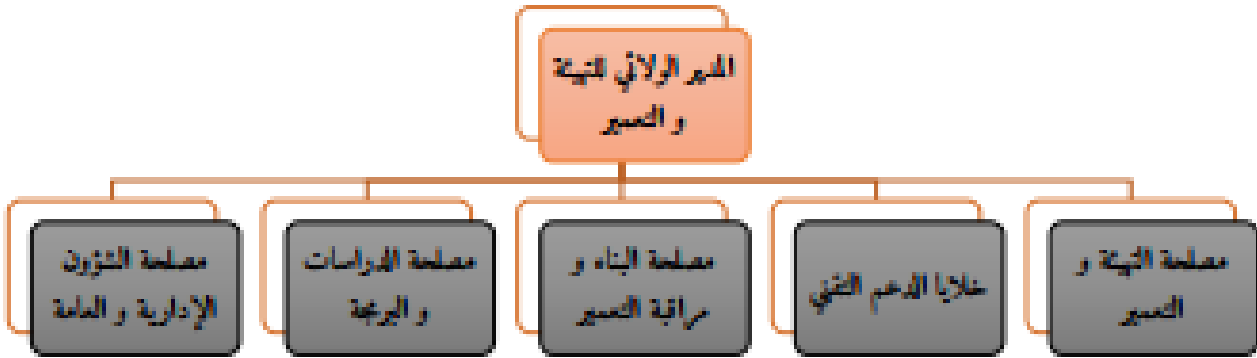 المدير الولائي للتهيئة
و التعمير
مصلحة التهيئة و
التعمير
خلايا الدعم التقني
مصلحة البناء و
مراقبة التعمير
مصلحة الدراسات
و البرمجة
مصلحة الشؤون
الإدارية و العامة